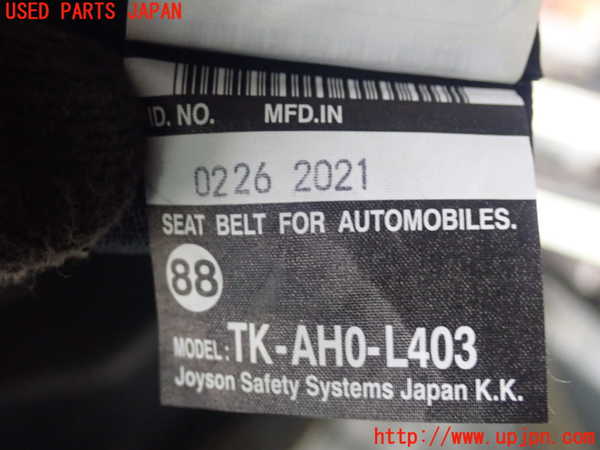 USED PARTS JAPAN
ID. NO. MFD.IN
0226 2021
SEAT BELT FOR AUTOMOBILES.
88
MODEL: TK-AH0-L403
Joyson Safety Systems Japan K.K.
http://www.upjpn.com/